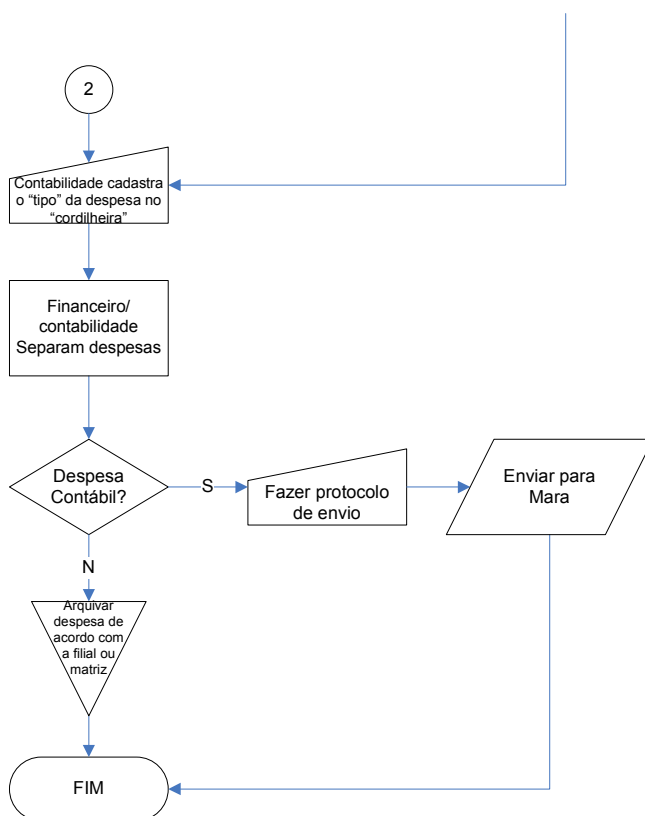 2
Contabilidade cadastra
o “tipo” da despesa no
“cordilheira”
Financeiro/
contabilidade
Separam despesas
Despesa
Contábil?
S
Fazer protocolo
de envio
Enviar para
Mara
N
Arquivar
despesa de
acordo com
a filial ou
matriz
FIM